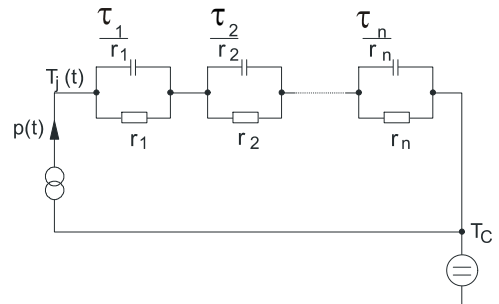 τ1/r1 τ2/r2 τn/rn
Tj(t)
r1 r2 rn
p(t)
TC